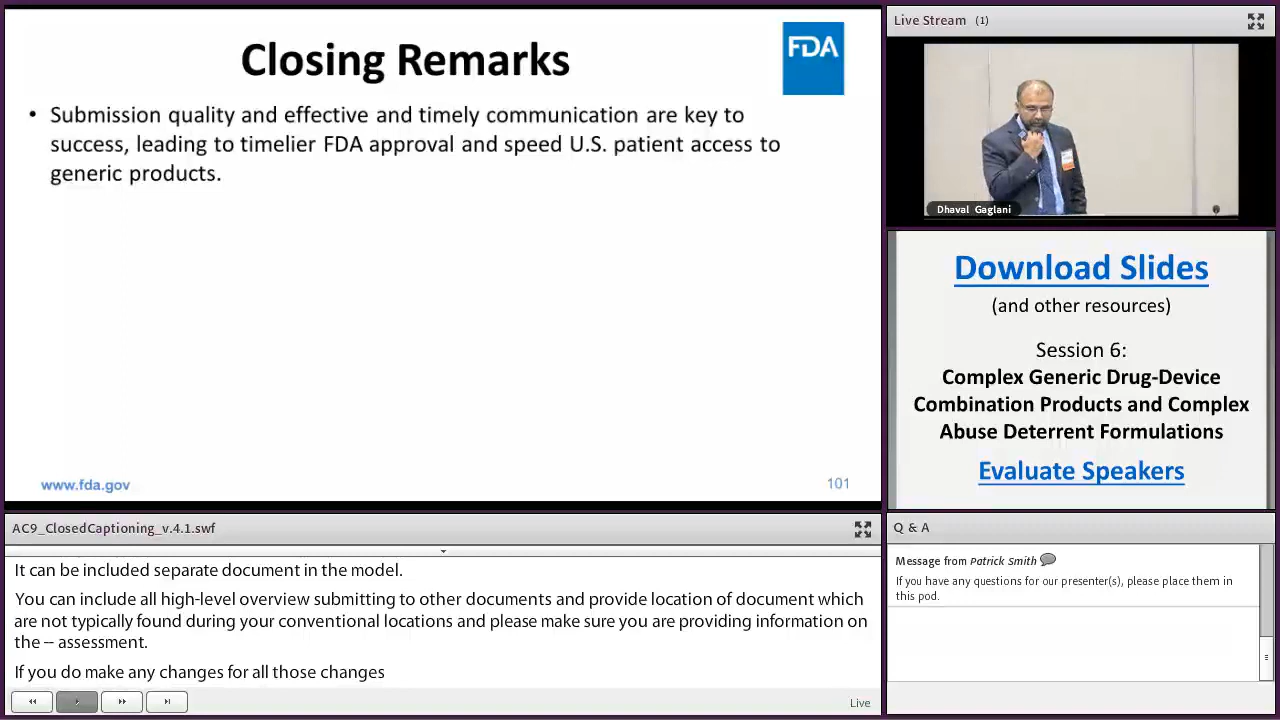 Closing Remarks
FDA
• Submission quality and effective and timely communication are key to
success, leading to timelier FDA approval and speed U.S. patient access to
generic products.
www.fda.gov
101
Live Stream (1)
Dhaval Gaglani
Download Slides
(and other resources)
Session 6:
Complex Generic Drug-Device
Combination Products and Complex
Abuse Deterrent Formulations
Evaluate Speakers
AC9_ClosedCaptioning_v.4.1.swf
It can be included separate document in the model.
You can include all high-level overview submitting to other documents and provide location of document which
are not typically found during your conventional locations and please make sure you are providing information on
the -- assessment.
If you do make any changes for all those changes
Live
Q & A
Message from Patrick Smith
If you have any questions for our presenter(s), please place them in
this pod.